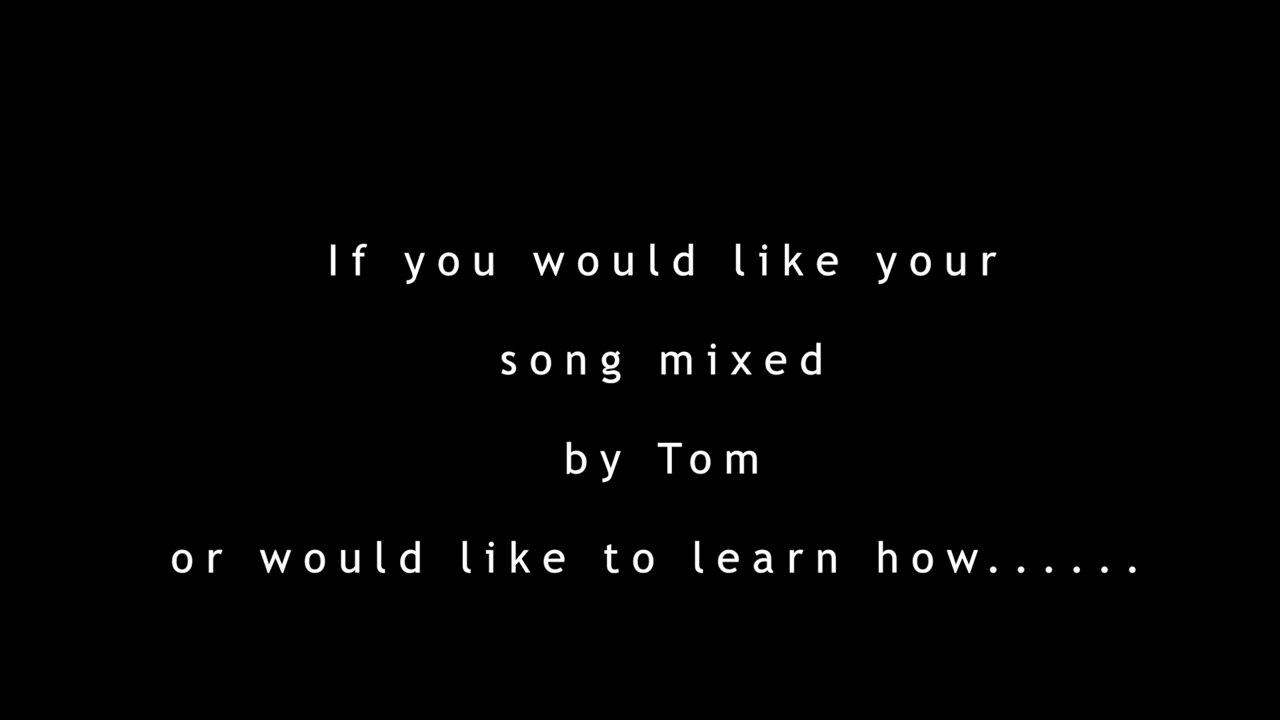 If you would like your
song mixed
by Tom
or would like to learn how......